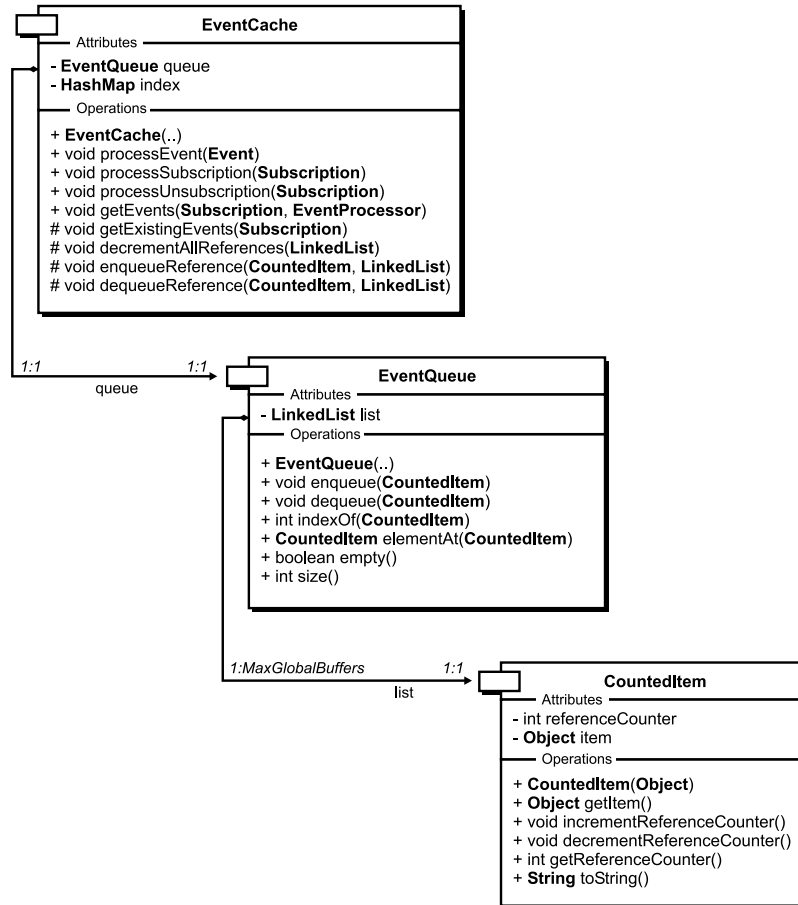 EventCache
Attributes
- EventQueue queue
- HashMap index
Operations
+ EventCache(..)
+ void processEvent(Event)
+ void processSubscription(Subscription)
+ void processUnsubscription(Subscription)
+ void getEvents(Subscription, EventProcessor)
# void getExistingEvents(Subscription)
# void decrementAllReferences(LinkedList)
# void enqueueReference(CountedItem, LinkedList)
# void dequeueReference(CountedItem, LinkedList)
1:1 1:1
queue
EventQueue
Attributes
- LinkedList list
Operations
+ EventQueue(..)
+ void enqueue(CountedItem)
+ void dequeue(CountedItem)
+ int indexOf(CountedItem)
+ CountedItem elementAt(CountedItem)
+ boolean empty()
+ int size()
1:MaxGlobalBuffers 1:1
list
CountedItem
Attributes
- int referenceCounter
- Object item
Operations
+ CountedItem(Object)
+ Object getItem()
+ void incrementReferenceCounter()
+ void decrementReferenceCounter()
+ int getReferenceCounter()
+ String toString()